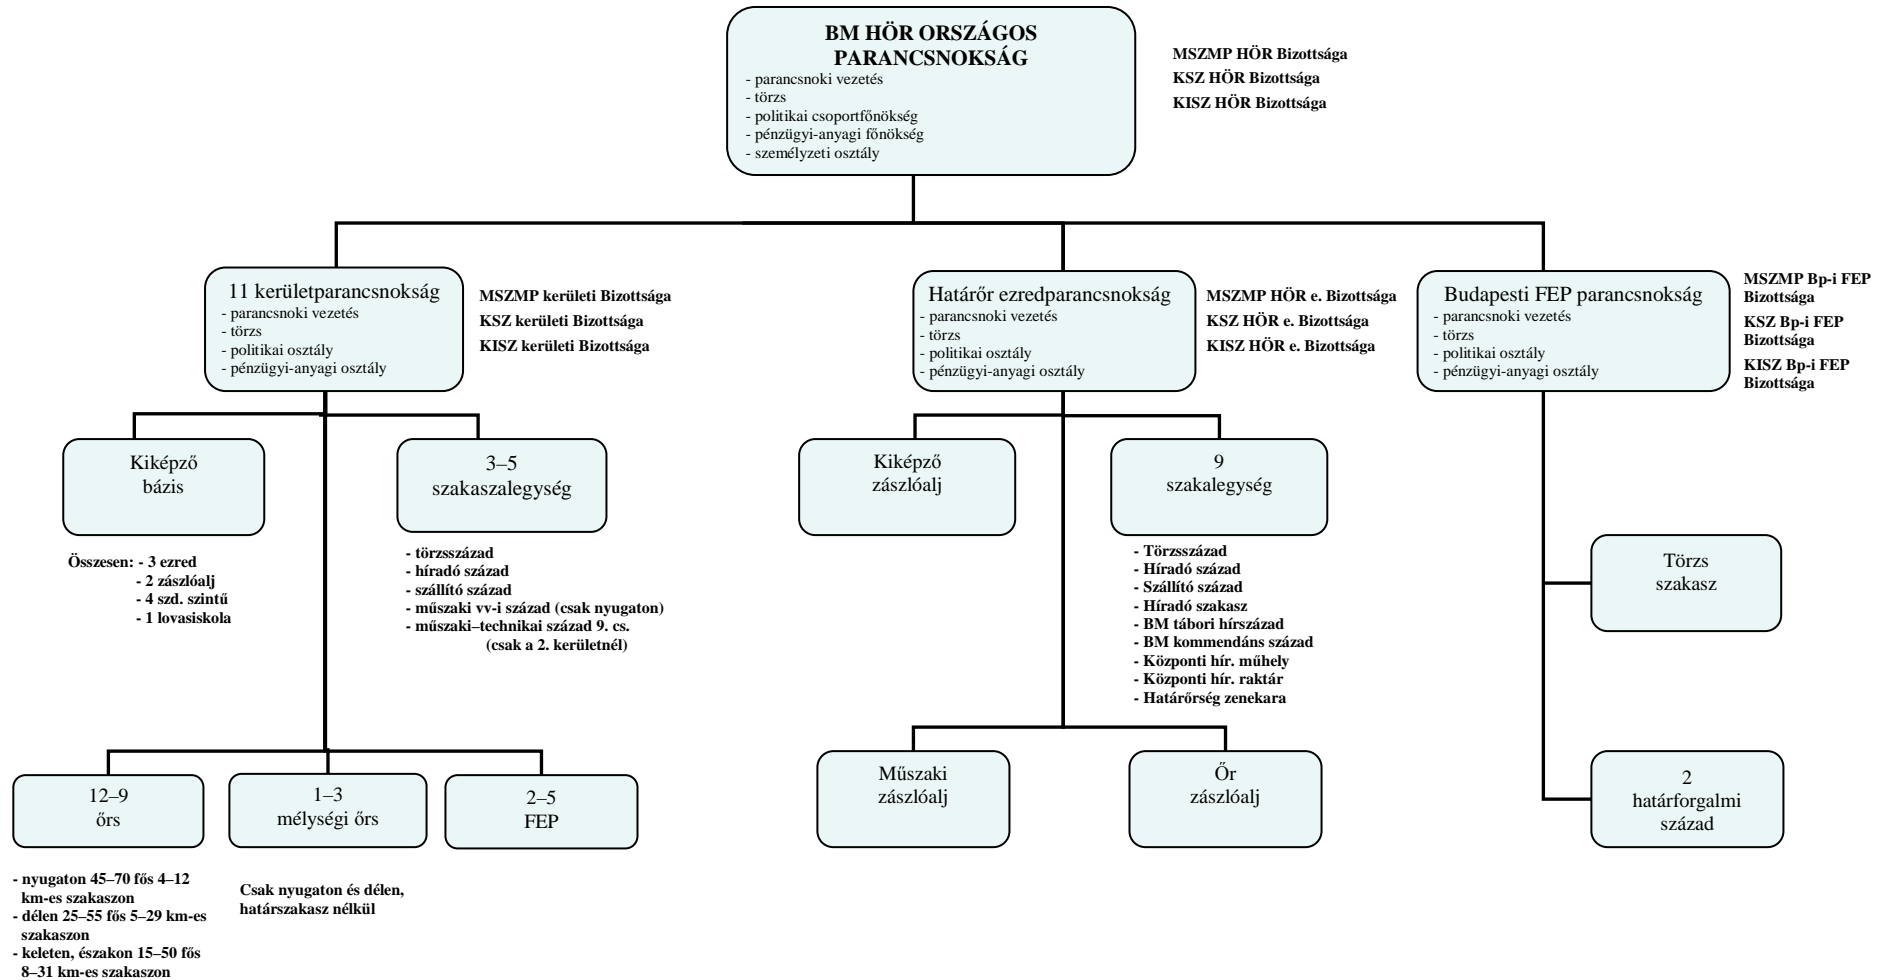 BM HÖR ORSZÁGOS
PARANCSNOKSÁG
- parancsnoki vezetés
- törzs
- politikai csoportfőnökség
- pénzügyi-anyagi főnökség
- személyzeti osztály
MSZMP HÖR Bizottsága
KSZ HÖR Bizottsága
KISZ HÖR Bizottsága
11 kerületparancsnokság
- parancsnoki vezetés
- törzs
- politikai osztály
- pénzügyi-anyagi osztály
MSZMP kerületi Bizottsága
KSZ kerületi Bizottsága
KISZ kerületi Bizottsága
Határőr ezredparancsnokság
- parancsnoki vezetés
- törzs
- politikai osztály
- pénzügyi-anyagi osztály
MSZMP HÖR e. Bizottsága
KSZ HÖR e. Bizottsága
KISZ HÖR e. Bizottsága
Budapesti FEP parancsnokság
- parancsnoki vezetés
- törzs
- politikai osztály
- pénzügyi-anyagi osztály
MSZMP Bp-i FEP
Bizottsága
KSZ Bp-i FEP
Bizottsága
KISZ Bp-i FEP
Bizottsága
Kiképző
bázis
Összesen: - 3 ezred
- 2 zászlóalj
- 4 szd. szintű
- 1 lovasiskola
3–5
szakaszalegység
- törzsszázad
- híradó század
- szállító század
- műszaki vv-i század (csak nyugaton)
- műszaki–technikai század 9. cs.
(csak a 2. kerületnél)
Kiképző
zászlóalj
9
szakalegység
- Törzsszázad
- Híradó század
- Szállító század
- Híradó szakasz
- BM tábori hírszázad
- BM kommendáns század
- Központi hír. műhely
- Központi hír. raktár
- Határőrség zenekara
Törzs
szakasz
12–9
őrs
1–3
mélységi őrs
2–5
FEP
Műszaki
zászlóalj
Őr
zászlóalj
2
határforgalmi
század
- nyugaton 45–70 fős 4–12
km-es szakaszon
- délen 25–55 fős 5–29 km-es
szakaszon
- keleten, északon 15–50 fős
8–31 km-es szakaszon
Csak nyugaton és délen,
határszakasz nélkül